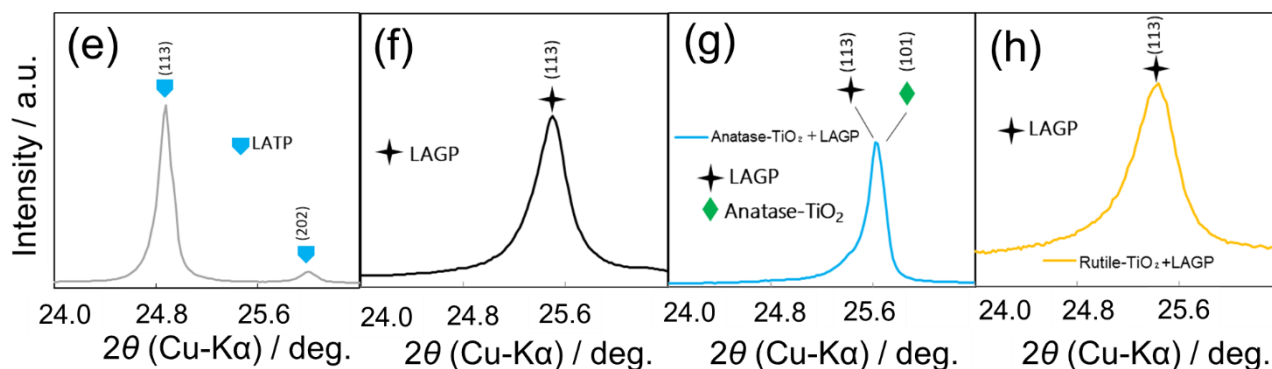 Intensity / a.u.
(e)
(113)
LATP
(202)
24.0 24.8 25.6
2θ (Cu-Kα) / deg.
(f)
(113)
LAGP
24.0 24.8 25.6
2θ (Cu-Kα) / deg.
(g)
(113)
(101)
Anatase-TiO₂ + LAGP
LAGP
Anatase-TiO₂
24.0 24.8 25.6
2θ (Cu-Kα) / deg.
(h)
(113)
LAGP
Rutile-TiO₂+LAGP
24.0 24.8 25.6
2θ (Cu-Kα) / deg.